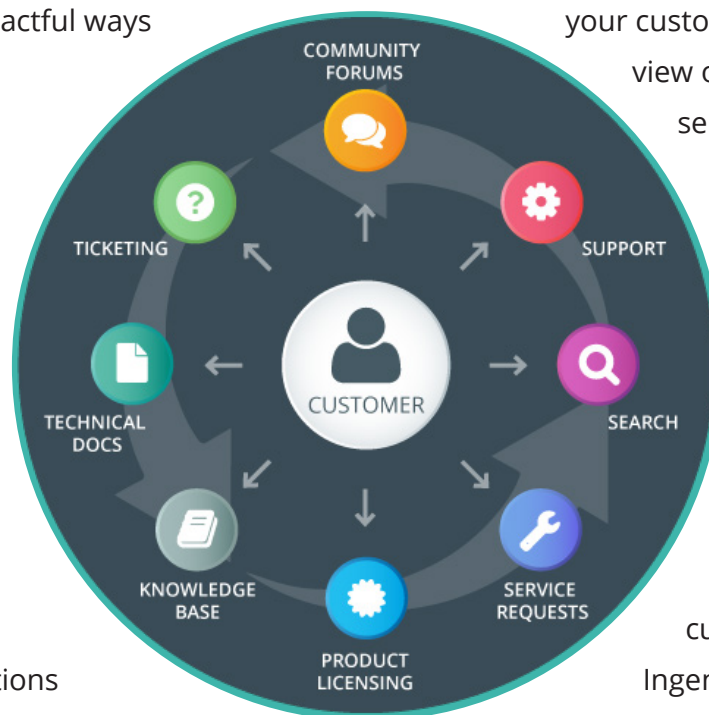 actful ways
your custo
COMMUNITY
FORUMS
view
se
?
TICKETING
SUPPORT
CUSTOMER
TECHNICAL
DOCS
SEARCH
KNOWLEDGE
BASE
SERVICE
REQUESTS
cu
PRODUCT
LICENSING
tions
Ingen